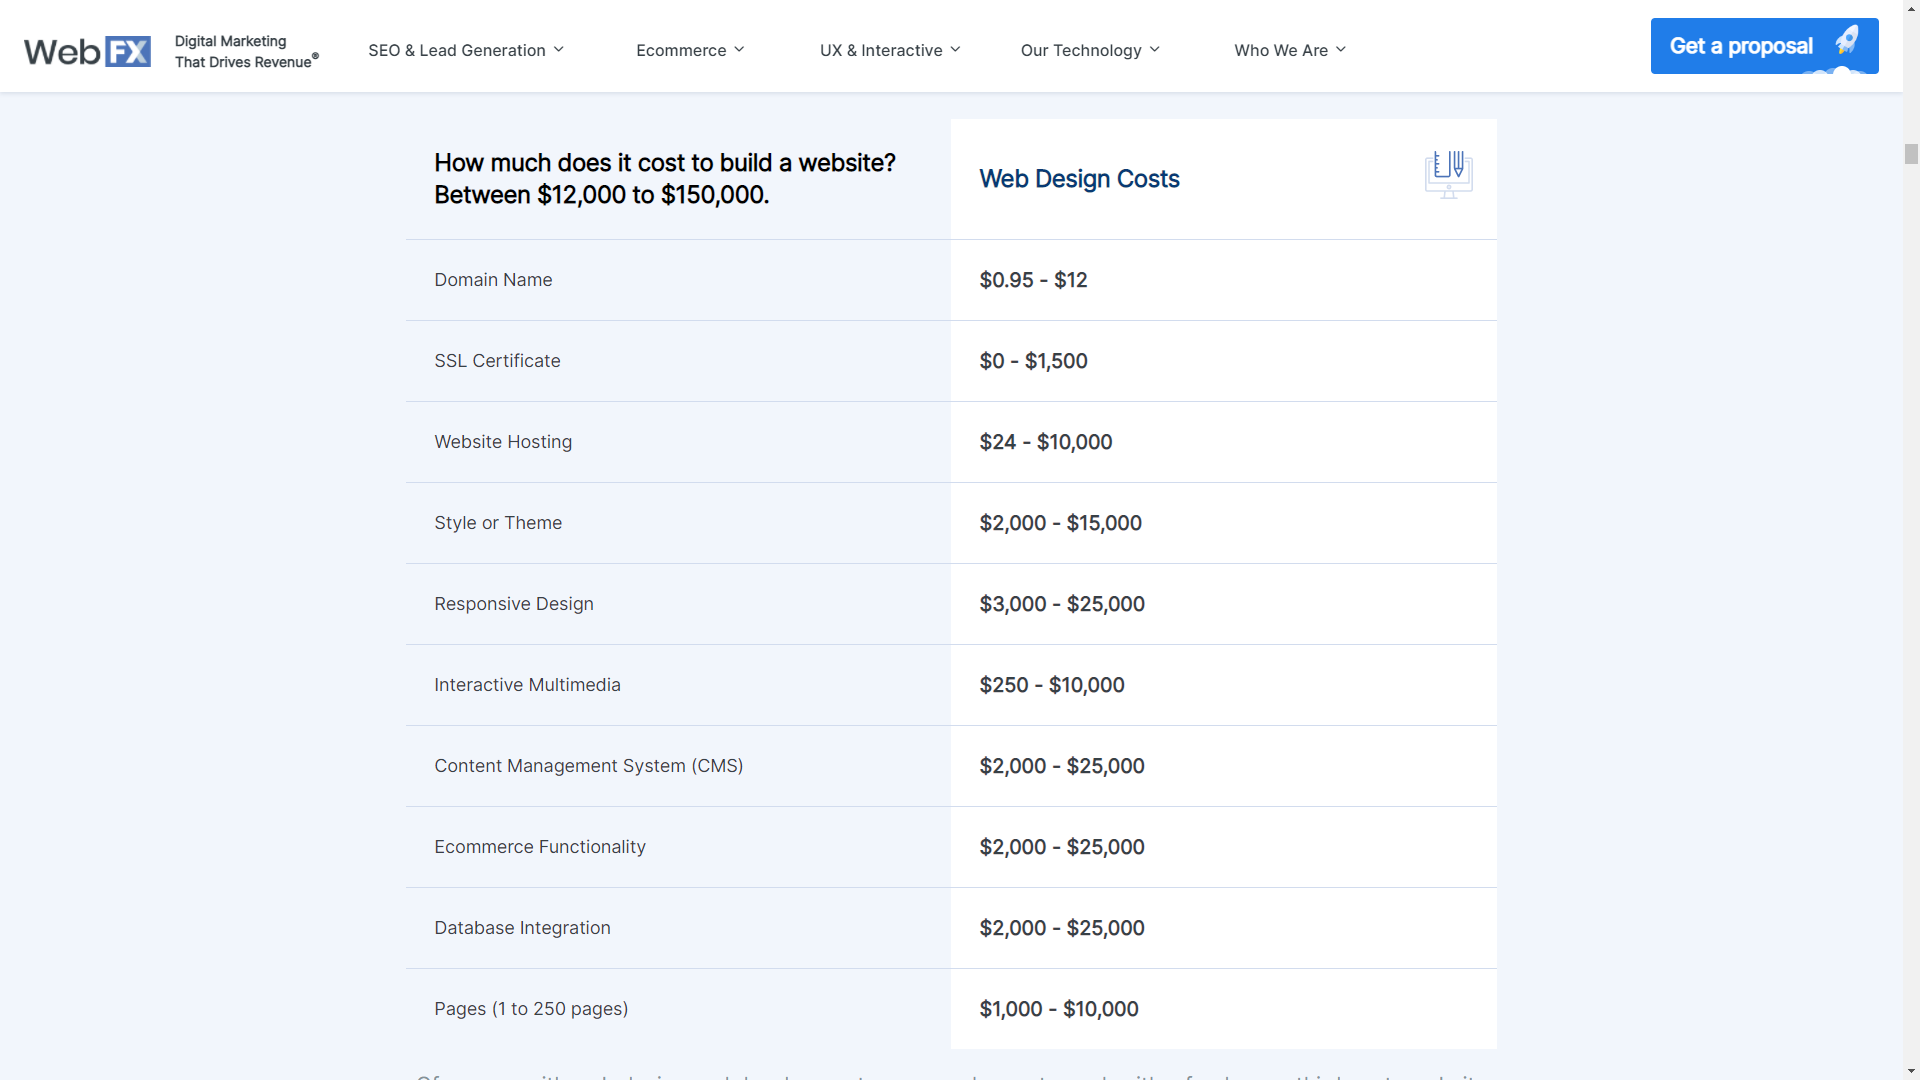 WebFX
Digital Marketing
That Drives Revenue®
SEO & Lead Generation
Ecommerce
UX & Interactive
Our Technology
Who We Are
Get a proposal
How much does it cost to build a website?
Between $12,000 to $150,000.
Web Design Costs
Domain Name
$0.95 - $12
SSL Certificate
$0 - $1,500
Website Hosting
$24 - $10,000
Style or Theme
$2,000 - $15,000
Responsive Design
$3,000 - $25,000
Interactive Multimedia
$250 - $10,000
Content Management System (CMS)
$2,000 - $25,000
Ecommerce Functionality
$2,000 - $25,000
Database Integration
$2,000 - $25,000
Pages (1 to 250 pages)
$1,000 - $10,000